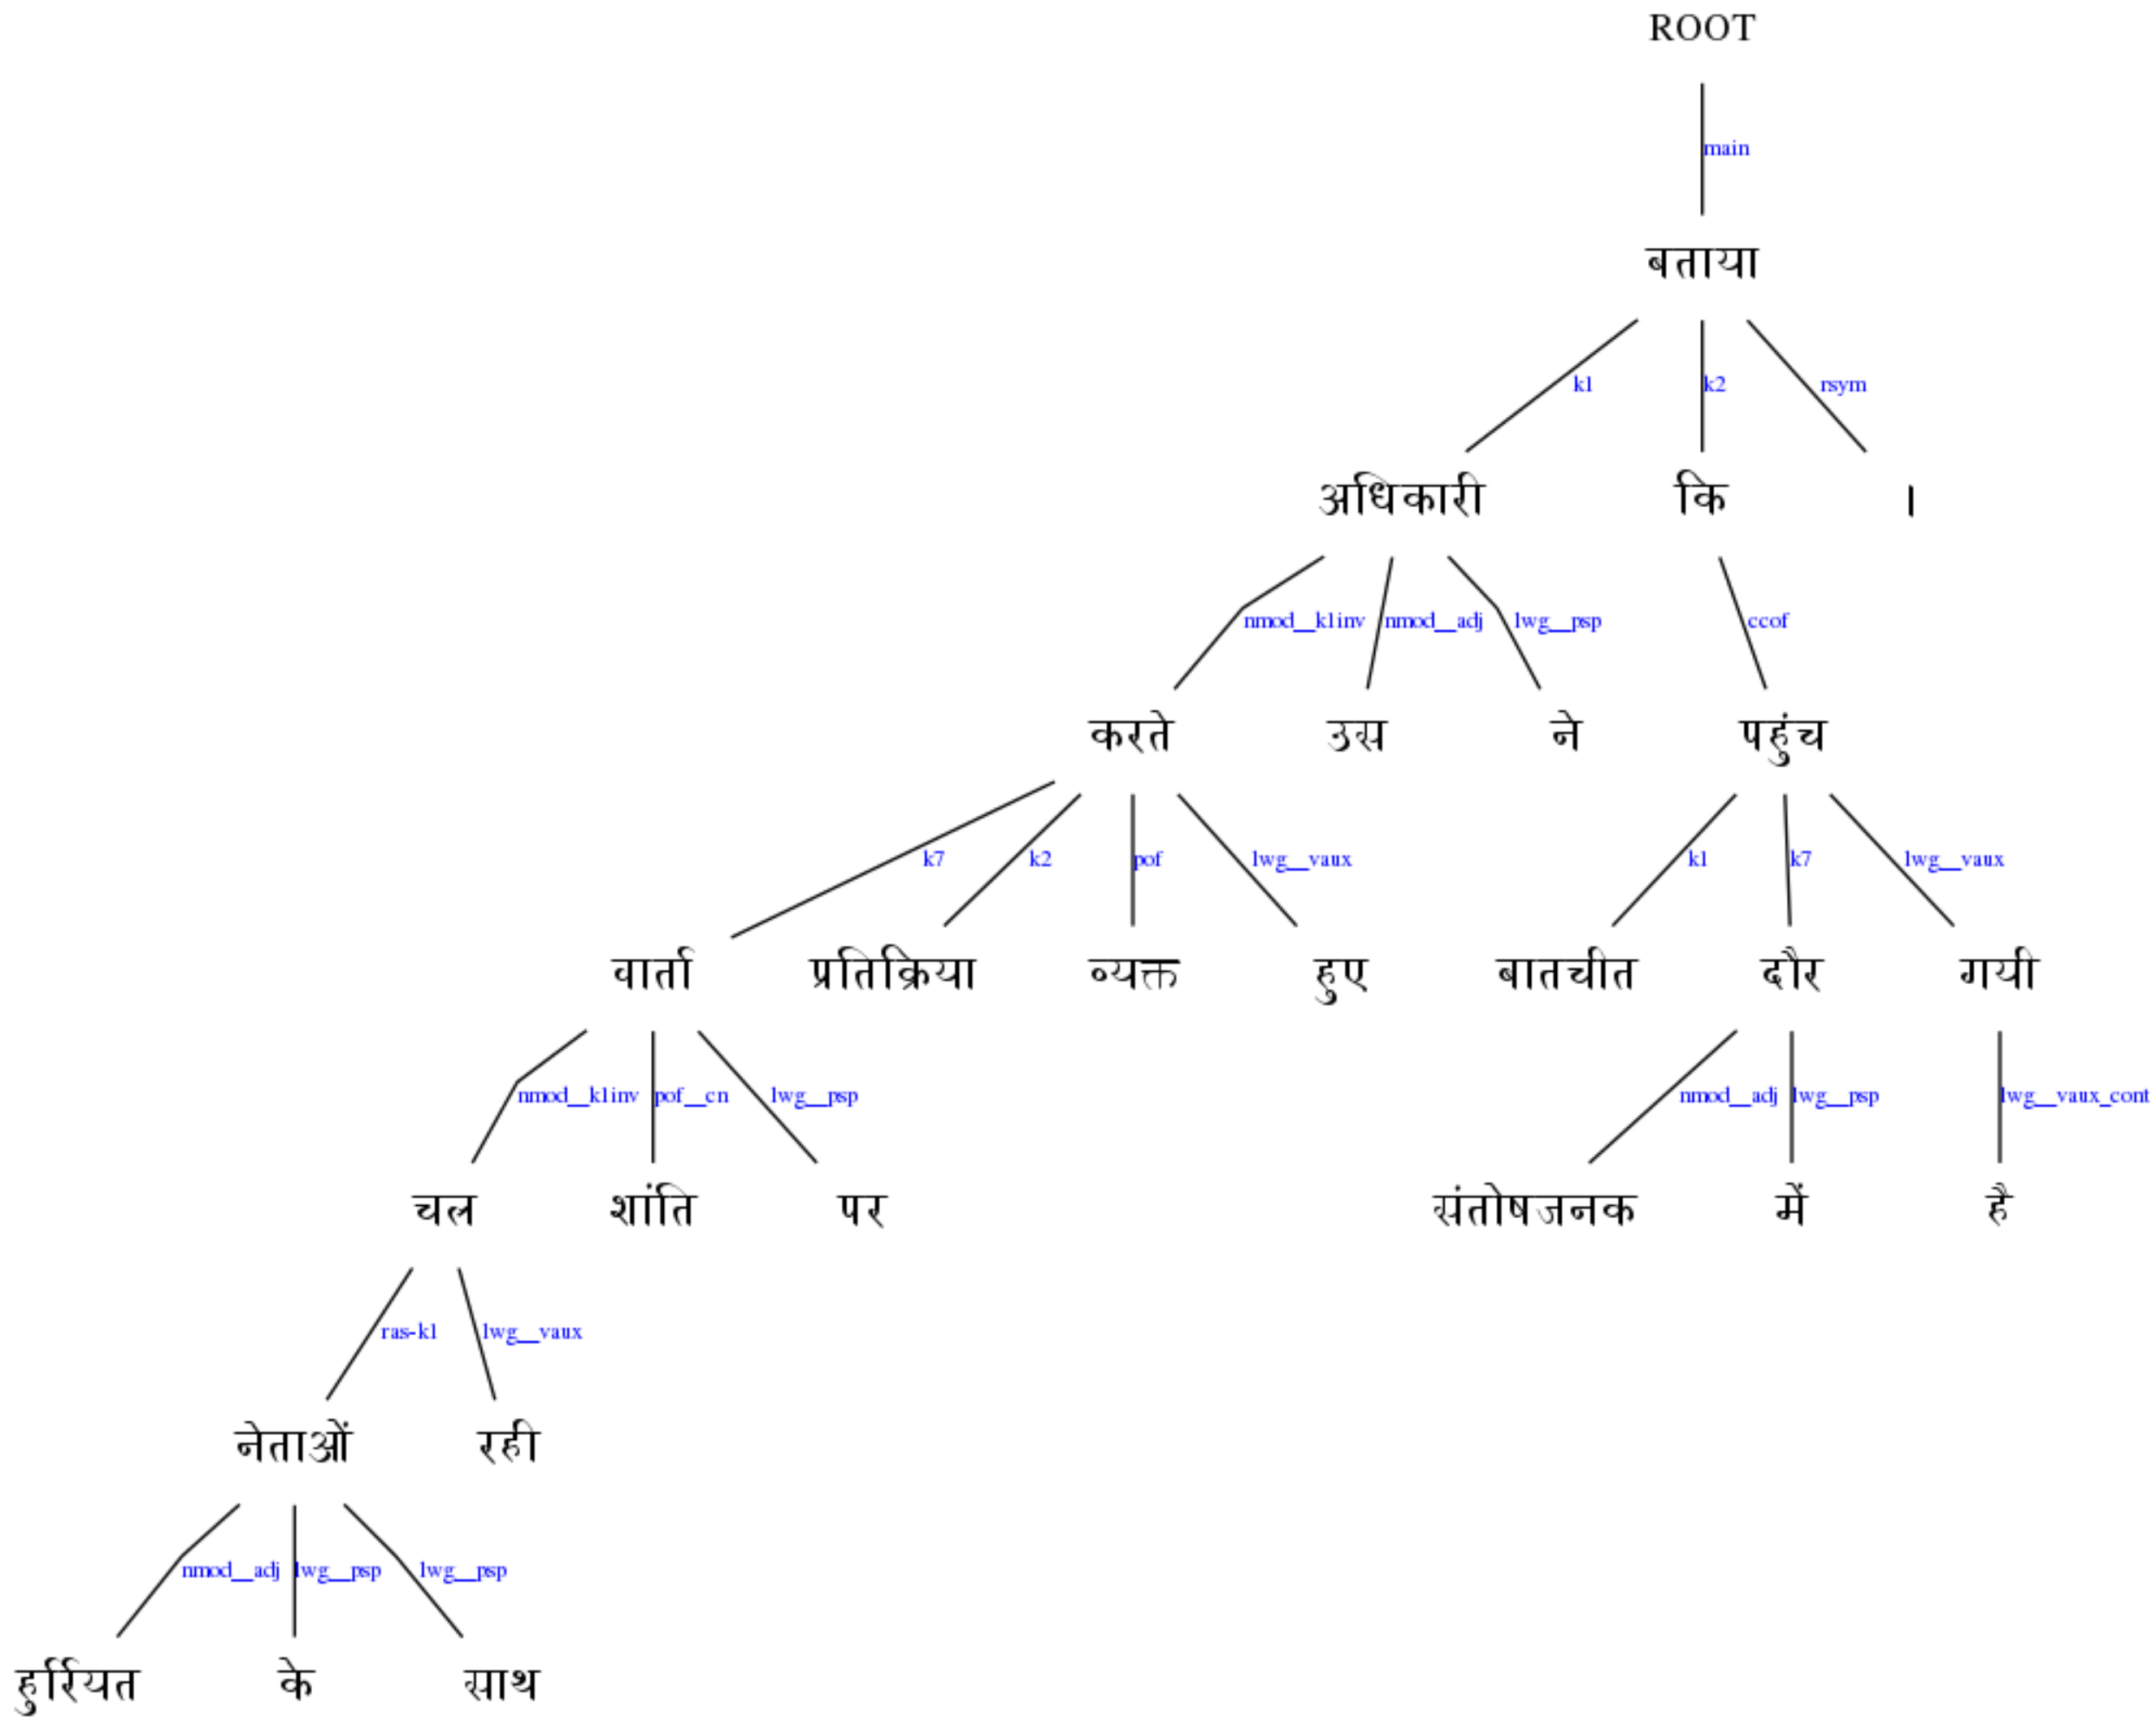 ROOT
main
बताया
k1 k2 rsym
अधिकारी कि ।
nmod__k1inv nmod__adj lwg__psp ccof
करते उस ने पहुंच
k7 k2 pof lwg__vaux k1 k7 lwg__vaux
वार्ता प्रतिक्रिया व्यक्त हुए बातचीत दौर गयी
nmod__k1inv pof__cn lwg__psp nmod__adj lwg__psp lwg__vaux_cont
चल शांति पर संतोषजनक में है
ras-k1 lwg__vaux
नेताओं रही
nmod__adj lwg__psp lwg__psp
हुर्रियत के साथ